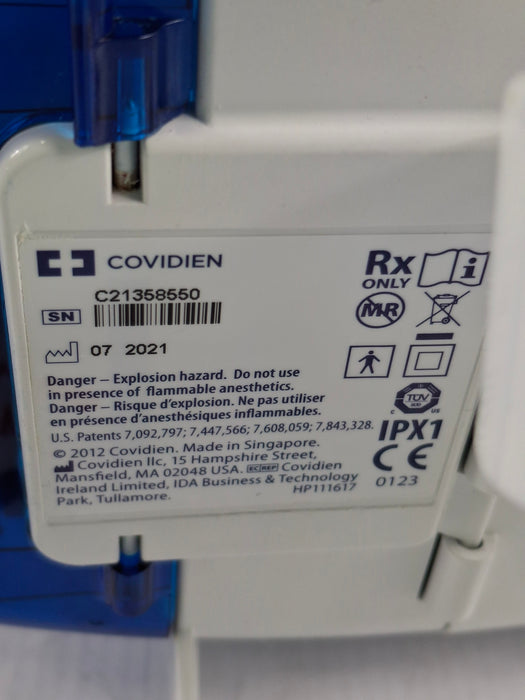 COVIDIEN
Rx
ONLY
i
SN C21358550
MR
07 2021
Danger – Explosion hazard. Do not use
in presence of flammable anesthetics.
Danger – Risque d'explosion. Ne pas utiliser
en présence d'anesthésiques inflammables.
TÜV
c us
U.S. Patents 7,092,797; 7,447,566; 7,608,059; 7,843,328.
IPX1
© 2012 Covidien. Made in Singapore.
Covidien llc, 15 Hampshire Street,
Mansfield, MA 02048 USA. EC REP Covidien
Ireland Limited, IDA Business & Technology
Park, Tullamore.
HP111617
CE
0123